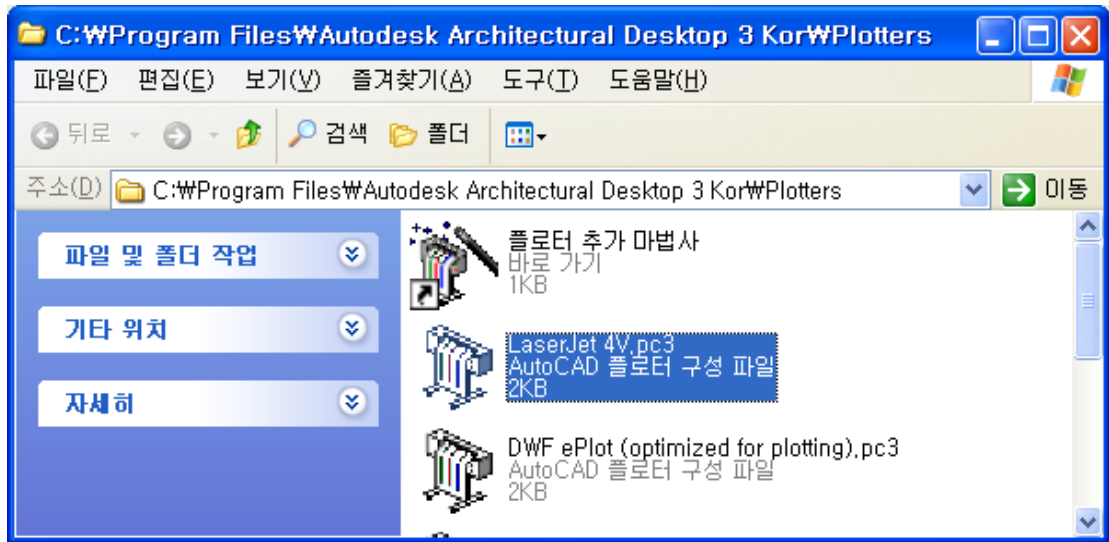 C:₩Program Files₩Autodesk Architectural Desktop 3 Kor₩Plotters
파일(F) 편집(E) 보기(V) 즐겨찾기(A) 도구(T) 도움말(H)
뒤로 검색 폴더
주소(D) C:₩Program Files₩Autodesk Architectural Desktop 3 Kor₩Plotters 이동
파일 및 폴더 작업
기타 위치
자세히
플로터 추가 마법사
바로 가기
1KB
LaserJet 4V.pc3
AutoCAD 플로터 구성 파일
2KB
DWF ePlot (optimized for plotting).pc3
AutoCAD 플로터 구성 파일
2KB